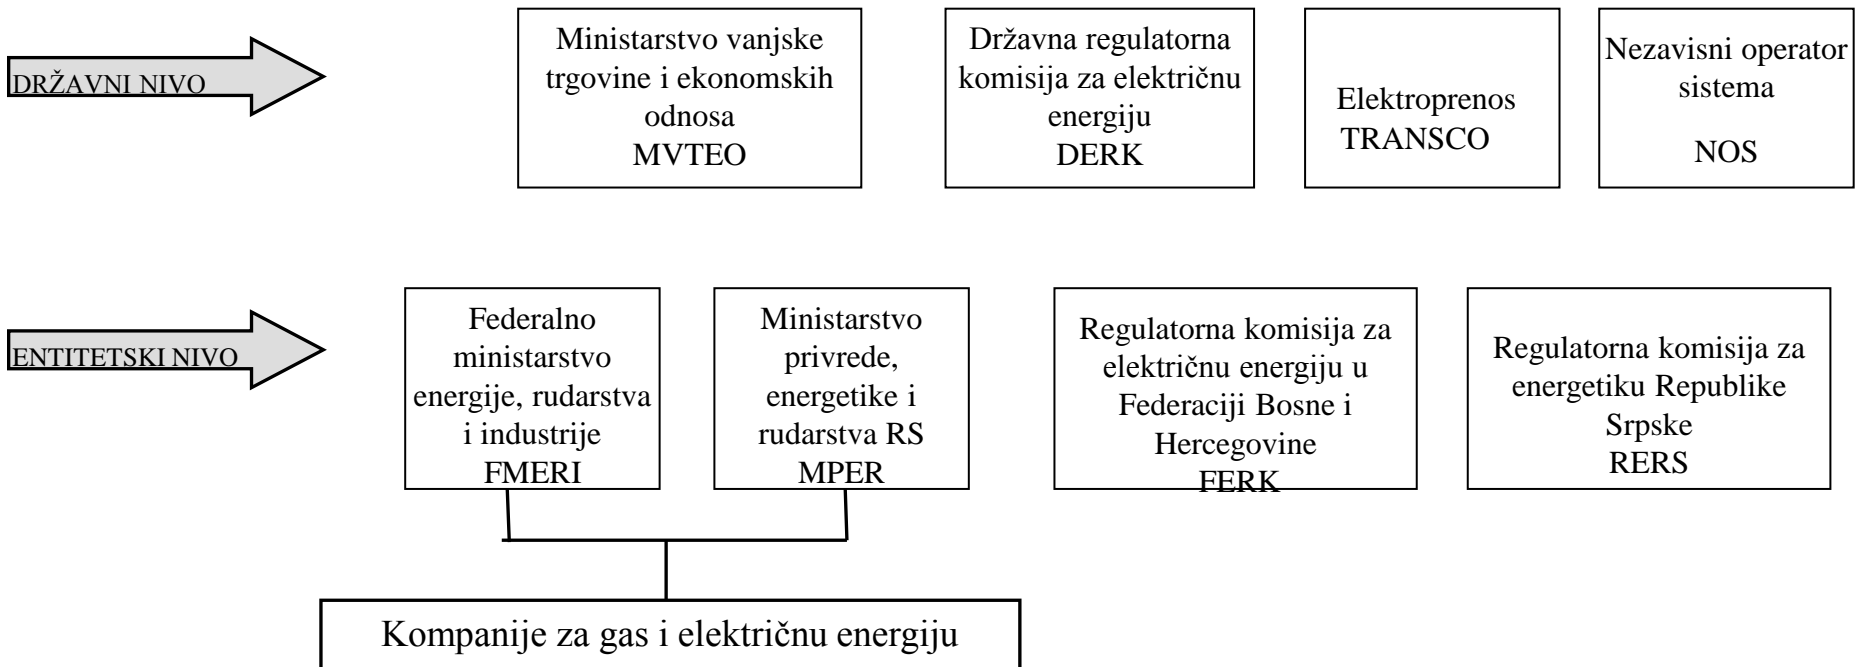 DRŽAVNI NIVO
Ministarstvo vanjske
trgovine i ekonomskih
odnosa
MVTEO
Državna regulatorna
komisija za električnu
energiju
DERK
Elektroprenos
TRANSCO
Nezavisni operator
sistema
NOS
ENTITETSKI NIVO
Federalno
ministarstvo
energije, rudarstva
i industrije
FMERI
Ministarstvo
privrede,
energetike i
rudarstva RS
MPER
Regulatorna komisija za
električnu energiju u
Federaciji Bosne i
Hercegovine
FERK
Regulatorna komisija za
energetiku Republike
Srpske
RERS
Kompanije za gas i električnu energiju